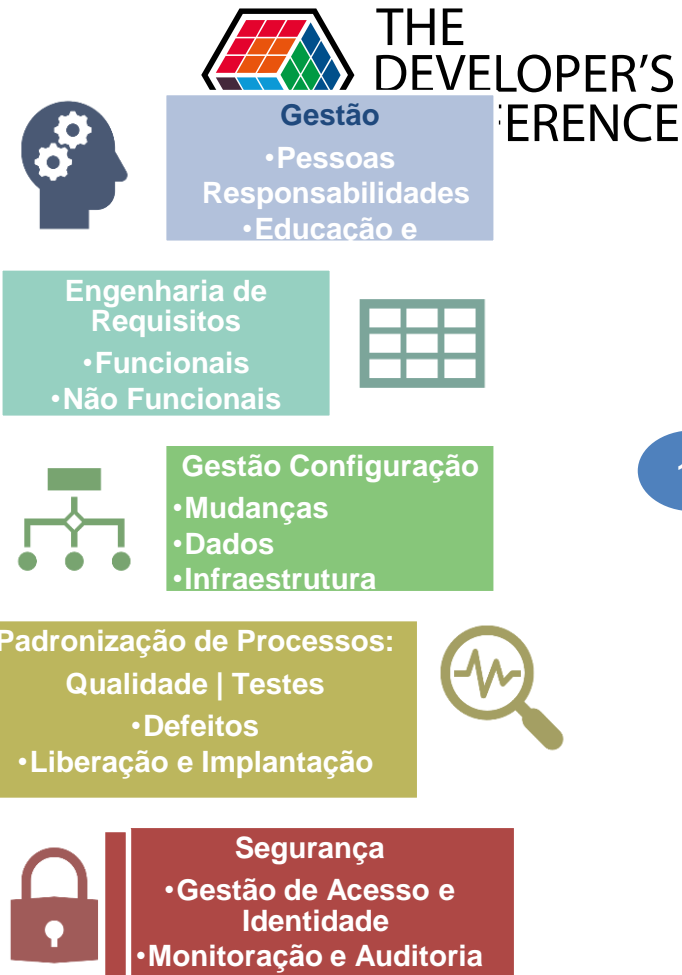 THE
DEVELOPER'S
FERENCE
Gestão
•Pessoas
Responsabilidades
•Educação e
Engenharia de
Requisitos
•Funcionais
•Não Funcionais
Gestão Configuração
•Mudanças
•Dados
•Infraestrutura
Padronização de Processos:
Qualidade | Testes
•Defeitos
•Liberação e Implantação
Segurança
•Gestão de Acesso e
Identidade
•Monitoração e Auditoria